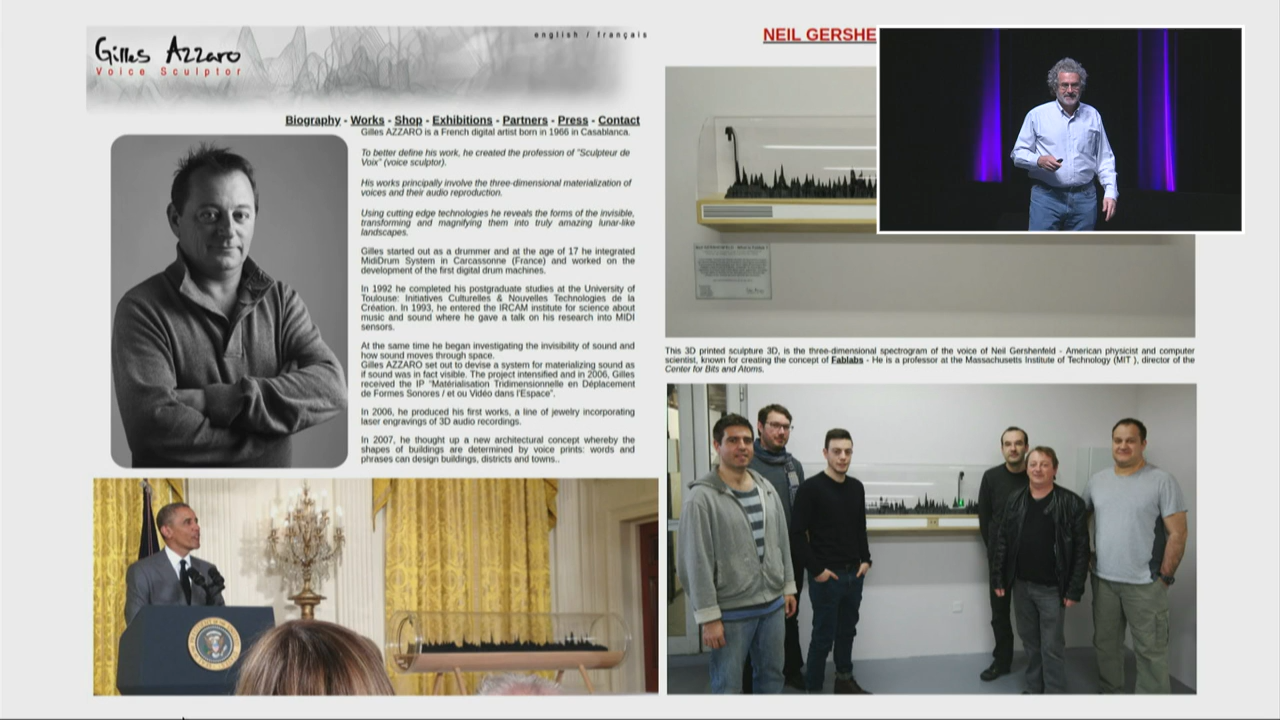 Gilles Azzaro
Voice Sculptor
english / français
Biography - Works - Shop - Exhibitions - Partners - Press - Contact
Gilles AZZARO is a French digital artist born in 1966 in Casablanca.
To better define his work, he created the profession of "Sculpteur de
Voix" (voice sculptor).
His works principally involve the three-dimensional materialization of
voices and their audio reproduction.
Using cutting edge technologies he reveals the forms of the invisible,
transforming and magnifying them into truly amazing lunar-like
landscapes.
Gilles started out as a drummer and at the age of 17 he integrated
MidiDrum System in Carcassonne (France) and worked on the
development of the first digital drum machines.
In 1992 he completed his postgraduate studies at the University of
Toulouse: Initiatives Culturelles & Nouvelles Technologies de la
Création. In 1993, he entered the IRCAM institute for science about
music and sound where he gave a talk on his research into MIDI
sensors.
At the same time he began investigating the invisibility of sound and
how sound moves through space.
Gilles AZZARO set out to devise a system for materializing sound as
if sound was in fact visible. The project intensified and in 2006, Gilles
received the IP "Matérialisation Tridimensionnelle en Déplacement
de Formes Sonores / et ou Vidéo dans l'Espace".
In 2006, he produced his first works, a line of jewelry incorporating
laser engravings of 3D audio recordings.
In 2007, he thought up a new architectural concept whereby the
shapes of buildings are determined by voice prints: words and
phrases can design buildings, districts and towns..
NEIL GERSHE
This 3D printed sculpture 3D, is the three-dimensional spectrogram of the voice of Neil Gershenfeld - American physicist and computer
scientist, known for creating the concept of Fablabs - He is a professor at the Massachusetts Institute of Technology (MIT ), director of the
Center for Bits and Atoms.